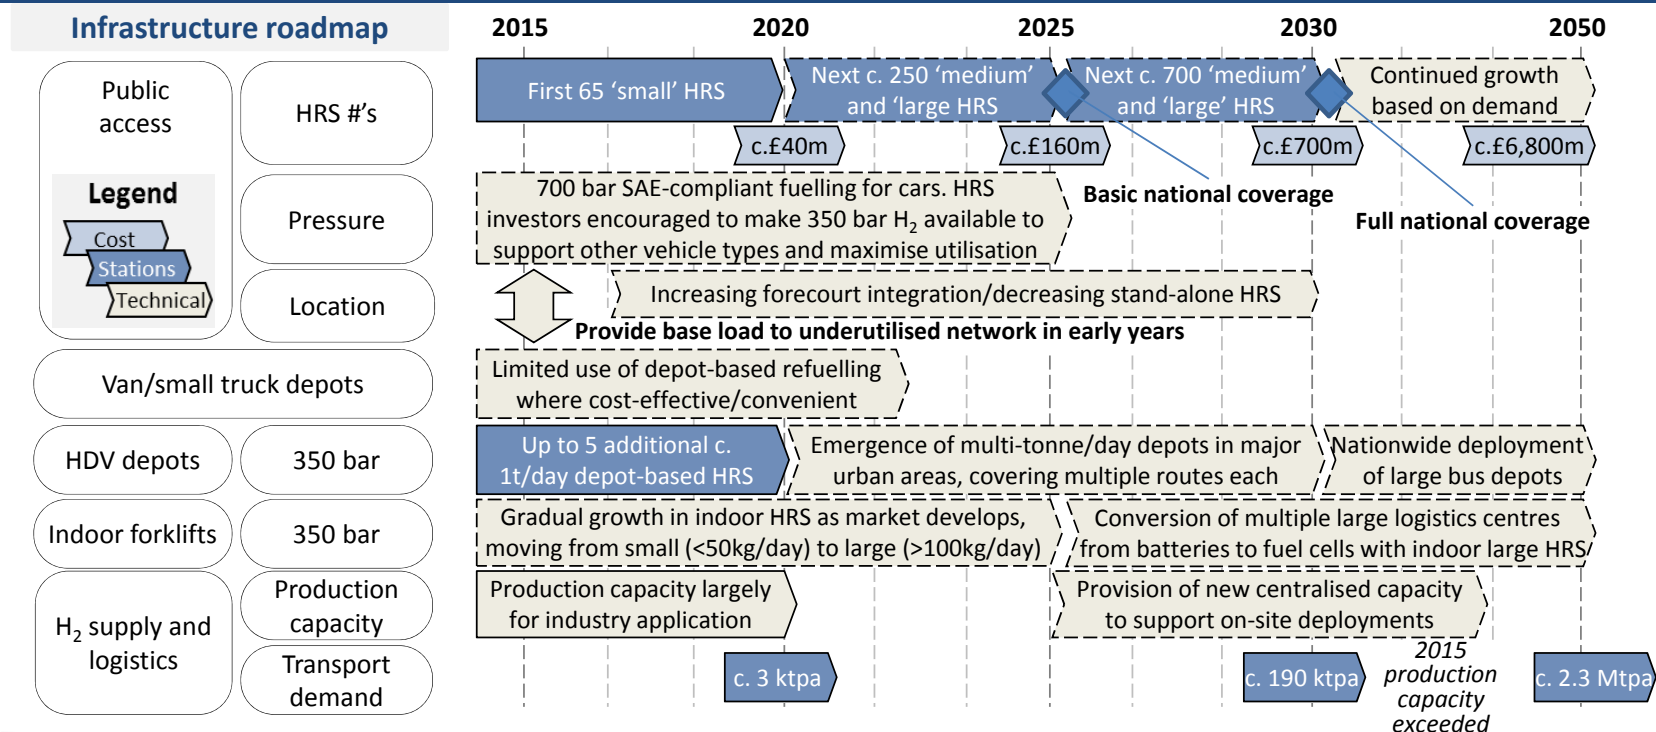 Infrastructure roadmap
2015
2020
2025
2030
2050
Public
access
HRS #'s
First 65 ‘small’ HRS
Next c. 250 ‘medium’
and ‘large HRS
Next c. 700 ‘medium’
and ‘large’ HRS
Continued growth
based on demand
c.£40m
c.£160m
c.£700m
c.£6,800m
Basic national coverage
Full national coverage
Legend
Cost
Stations
Technical
Pressure
700 bar SAE-compliant fuelling for cars. HRS
investors encouraged to make 350 bar H2 available to
support other vehicle types and maximise utilisation
Location
Increasing forecourt integration/decreasing stand-alone HRS
Provide base load to underutilised network in early years
Van/small truck depots
Limited use of depot-based refuelling
where cost-effective/convenient
HDV depots
350 bar
Up to 5 additional c.
1t/day depot-based HRS
Emergence of multi-tonne/day depots in major
urban areas, covering multiple routes each
Nationwide deployment
of large bus depots
Indoor forklifts
350 bar
Gradual growth in indoor HRS as market develops,
moving from small (<50kg/day) to large (>100kg/day)
Conversion of multiple large logistics centres
from batteries to fuel cells with indoor large HRS
H2 supply and
logistics
Production
capacity
Production capacity largely
for industry application
Provision of new centralised capacity
to support on-site deployments
Transport
demand
c. 3 ktpa
c. 190 ktpa
2015
production
capacity
exceeded
c. 2.3 Mtpa